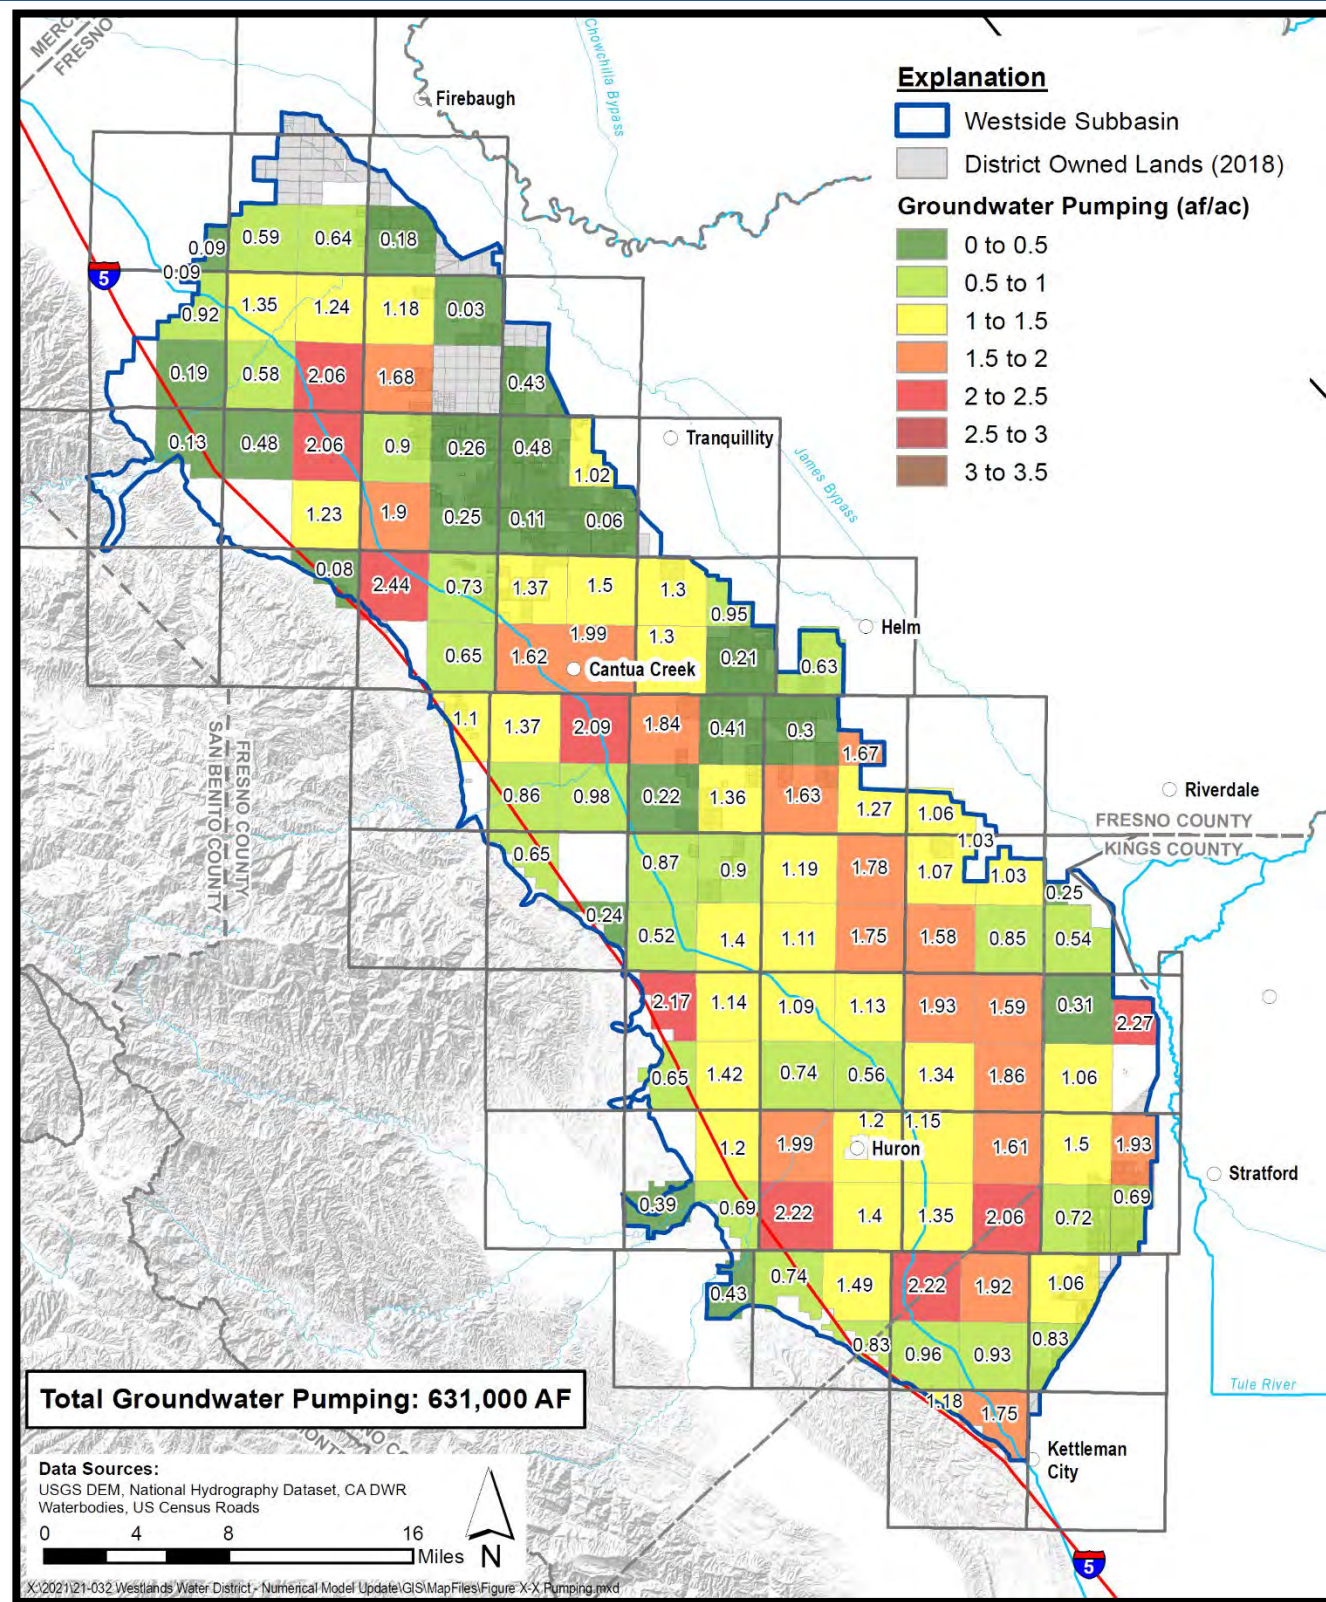 MERC
FRESNO
Chowchilla Bypass
Firebaugh
Explanation
Westside Subbasin
District Owned Lands (2018)
Groundwater Pumping (af/ac)
0 to 0.5
0.5 to 1
1 to 1.5
1.5 to 2
2 to 2.5
2.5 to 3
3 to 3.5
5
0.09 0.59 0.64 0.18
0.09
0.92 1.35 1.24 1.18 0.03
0.19 0.58 2.06 1.68 0.43
0.13 0.48 2.06 0.9 0.26 0.48 1.02
Tranquillity
James Bypass
1.23 1.9 0.25 0.11 0.06
0.08 2.44 0.73 1.37 1.5 1.3 0.95
Helm
0.65 1.62 1.99 1.3 0.21 0.63
Cantua Creek
1.1 1.37 2.09 1.84 0.41 0.3 1.67
SAN BENITO COUNTY
FRESNO COUNTY
0.86 0.98 0.22 1.36 1.63 1.27 1.06
Riverdale
FRESNO COUNTY
KINGS COUNTY
1.03
0.65 0.87 0.9 1.19 1.78 1.07 1.03 0.25
0.24 0.52 1.4 1.11 1.75 1.58 0.85 0.54
2.17 1.14 1.09 1.13 1.93 1.59 0.31 2.27
0.65 1.42 0.74 0.56 1.34 1.86 1.06
1.2 1.99 1.2 1.15 1.61 1.5 1.93
Huron
Stratford
0.39 0.69 2.22 1.4 1.35 2.06 0.72 0.69
0.43 0.74 1.49 2.22 1.92 1.06
0.83 0.96 0.93 0.83
1.18 1.75
Tule River
Kettleman
City
5
Total Groundwater Pumping: 631,000 AF
NO CO
MONT
Data Sources:
USGS DEM, National Hydrography Dataset, CA DWR
Waterbodies, US Census Roads
0 4 8 16
Miles
N
X:\2021\21-032 Westlands Water District - Numerical Model Update\GIS\MapFiles\Figure X-X Pumping.mxd